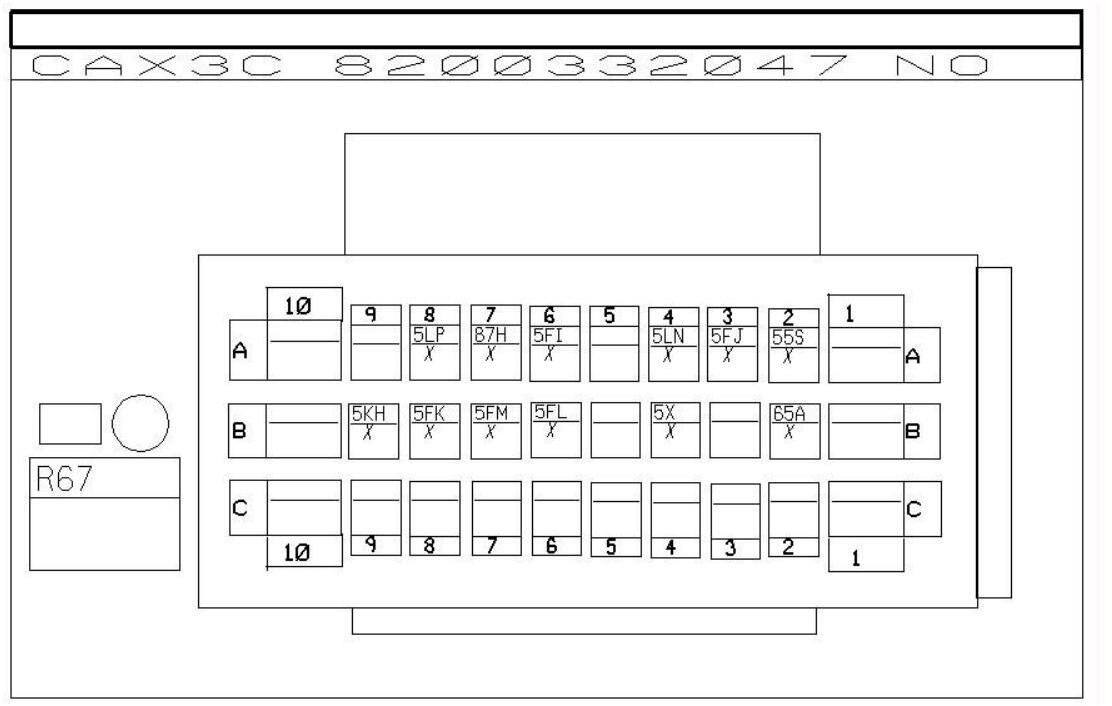 CAX3C 8200332047 NO
10 9 8 7 6 5 4 3 2 1
A 5LP 87H 5FI 5LN 5FJ 55S A
X X X X X X
B 5KH 5FK 5FM 5FL 5X 65A B
X X X X X X
R67
C C
10 9 8 7 6 5 4 3 2 1